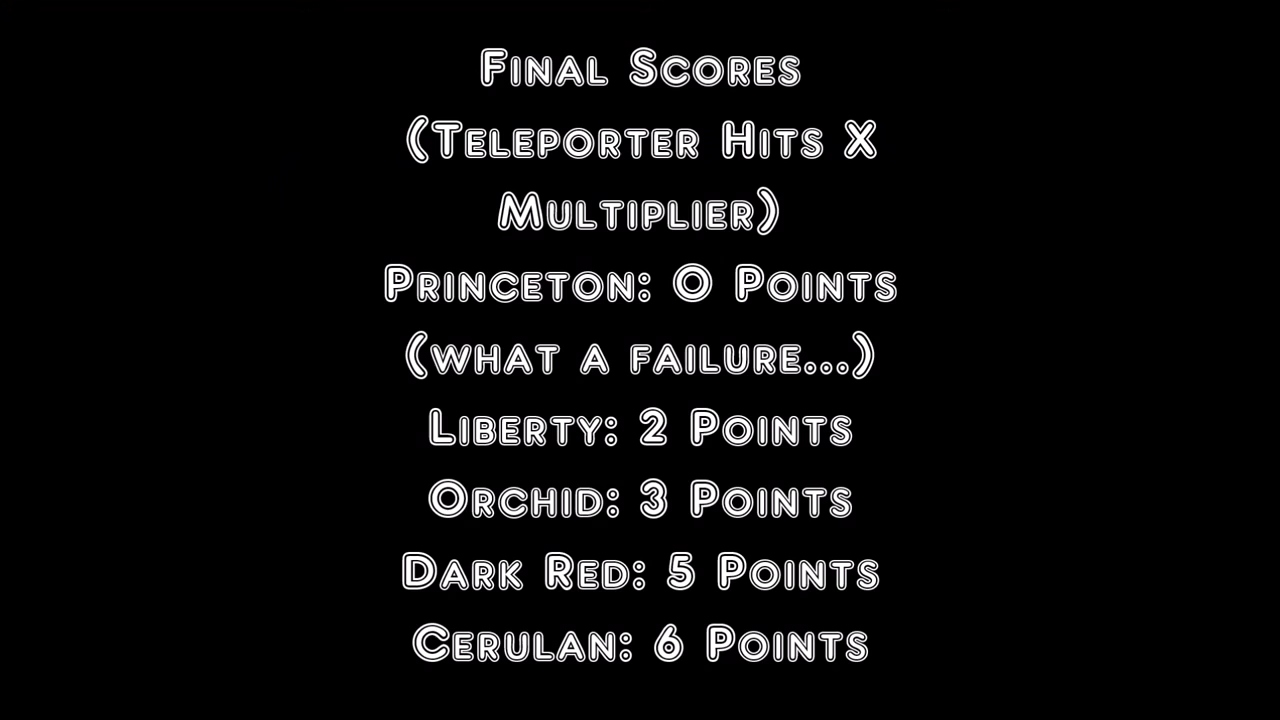 Final Scores
(Teleporter Hits X
Multiplier)
Princeton: 0 Points
(what a failure...)
Liberty: 2 Points
Orchid: 3 Points
Dark Red: 5 Points
Cerulan: 6 Points